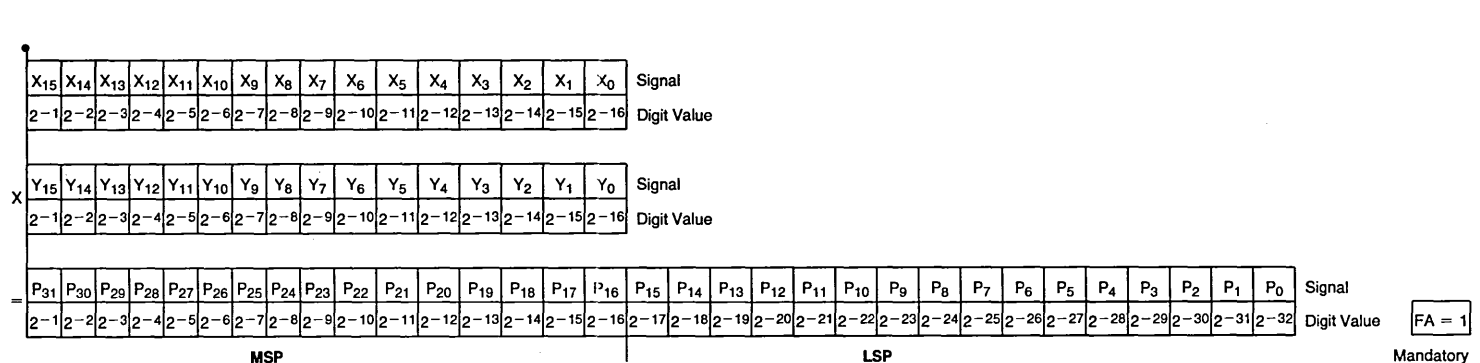 X₁₅ X₁₄ X₁₃ X₁₂ X₁₁ X₁₀ X₉ X₈ X₇ X₆ X₅ X₄ X₃ X₂ X₁ X₀ Signal
2⁻¹ 2⁻² 2⁻³ 2⁻⁴ 2⁻⁵ 2⁻⁶ 2⁻⁷ 2⁻⁸ 2⁻⁹ 2⁻¹⁰ 2⁻¹¹ 2⁻¹² 2⁻¹³ 2⁻¹⁴ 2⁻¹⁵ 2⁻¹⁶ Digit Value
X Y₁₅ Y₁₄ Y₁₃ Y₁₂ Y₁₁ Y₁₀ Y₉ Y₈ Y₇ Y₆ Y₅ Y₄ Y₃ Y₂ Y₁ Y₀ Signal
2⁻¹ 2⁻² 2⁻³ 2⁻⁴ 2⁻⁵ 2⁻⁶ 2⁻⁷ 2⁻⁸ 2⁻⁹ 2⁻¹⁰ 2⁻¹¹ 2⁻¹² 2⁻¹³ 2⁻¹⁴ 2⁻¹⁵ 2⁻¹⁶ Digit Value
= P₃₁ P₃₀ P₂₉ P₂₈ P₂₇ P₂₆ P₂₅ P₂₄ P₂₃ P₂₂ P₂₁ P₂₀ P₁₉ P₁₈ P₁₇ P₁₆ P₁₅ P₁₄ P₁₃ P₁₂ P₁₁ P₁₀ P₉ P₈ P₇ P₆ P₅ P₄ P₃ P₂ P₁ P₀ Signal
2⁻¹ 2⁻² 2⁻³ 2⁻⁴ 2⁻⁵ 2⁻⁶ 2⁻⁷ 2⁻⁸ 2⁻⁹ 2⁻¹⁰ 2⁻¹¹ 2⁻¹² 2⁻¹³ 2⁻¹⁴ 2⁻¹⁵ 2⁻¹⁶ 2⁻¹⁷ 2⁻¹⁸ 2⁻¹⁹ 2⁻²⁰ 2⁻²¹ 2⁻²² 2⁻²³ 2⁻²⁴ 2⁻²⁵ 2⁻²⁶ 2⁻²⁷ 2⁻²⁸ 2⁻²⁹ 2⁻³⁰ 2⁻³¹ 2⁻³² Digit Value FA = 1
MSP LSP Mandatory